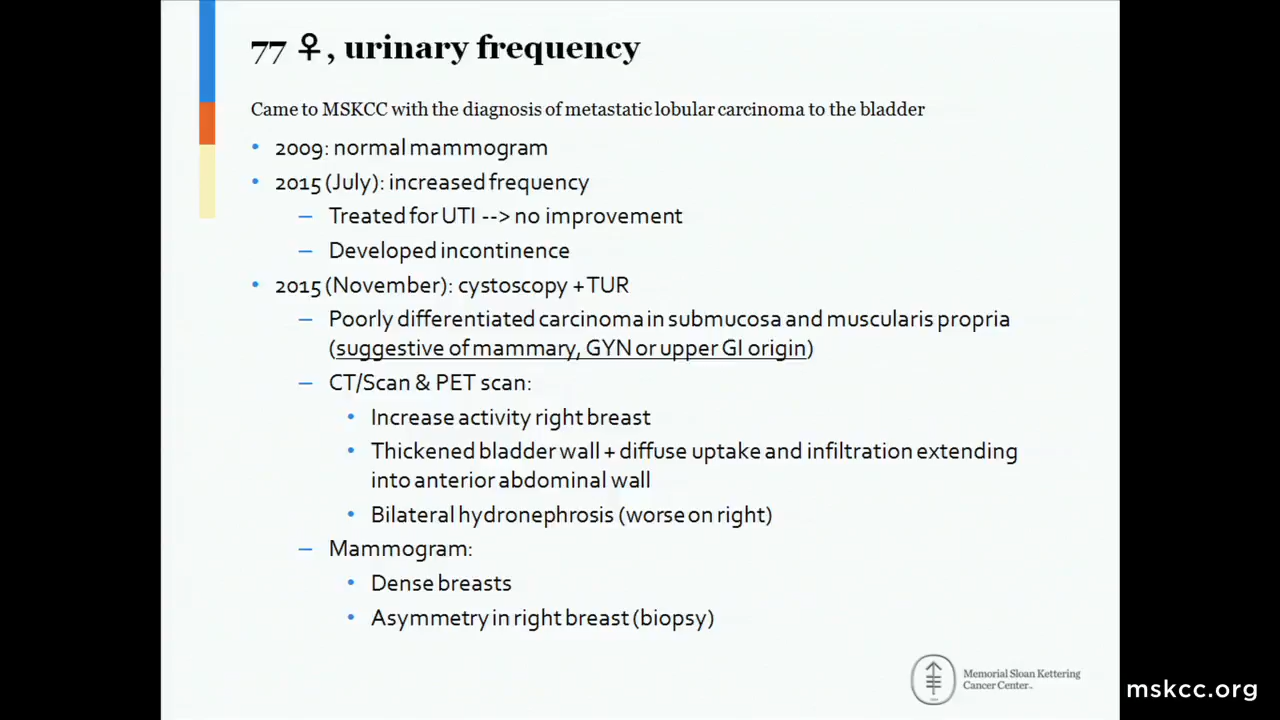 77 ♀, urinary frequency
Came to MSKCC with the diagnosis of metastatic lobular carcinoma to the bladder
• 2009: normal mammogram
• 2015 (July): increased frequency
– Treated for UTI --> no improvement
– Developed incontinence
• 2015 (November): cystoscopy +TUR
– Poorly differentiated carcinoma in submucosa and muscularis propria
(suggestive of mammary, GYN or upper GI origin)
– CT/Scan & PET scan:
• Increase activity right breast
• Thickened bladder wall + diffuse uptake and infiltration extending
into anterior abdominal wall
• Bilateral hydronephrosis (worse on right)
– Mammogram:
• Dense breasts
• Asymmetry in right breast (biopsy)
Memorial Sloan Kettering
Cancer Center™
mskcc.org